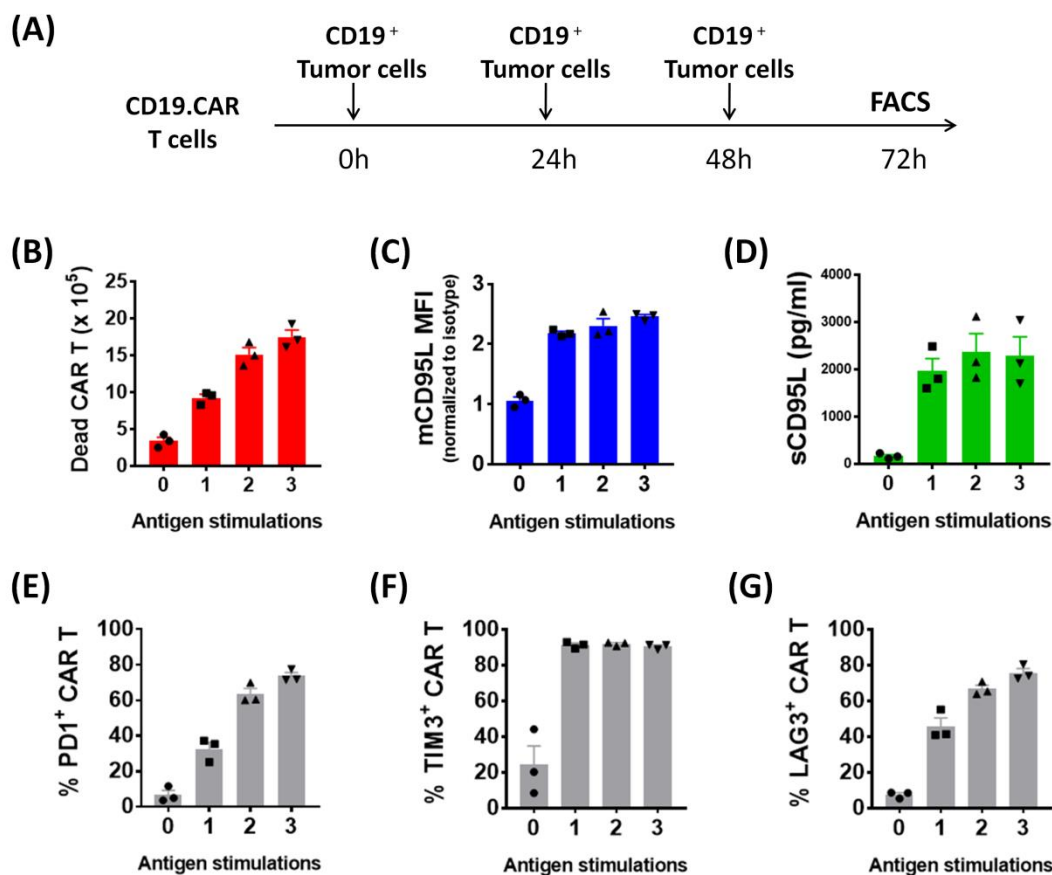 (A)
CD19 +
Tumor cells
CD19 +
Tumor cells
CD19 +
Tumor cells
CD19.CAR
T cells
FACS
0h
24h
48h
72h
(B)
Dead CAR T (x 10⁵)
25
20
15
10
5
0
0 1 2 3
Antigen stimulations
(C)
mCD95L MFI
(normalized to isotype)
3
2
1
0
0 1 2 3
Antigen stimulations
(D)
sCD95L (pg/ml)
4000
3000
2000
1000
0
0 1 2 3
Antigen stimulations
(E)
% PD1⁺ CAR T
100
80
60
40
20
0
0 1 2 3
Antigen stimulations
(F)
% TIM3⁺ CAR T
100
80
60
40
20
0
0 1 2 3
Antigen stimulations
(G)
% LAG3⁺ CAR T
100
80
60
40
20
0
0 1 2 3
Antigen stimulations